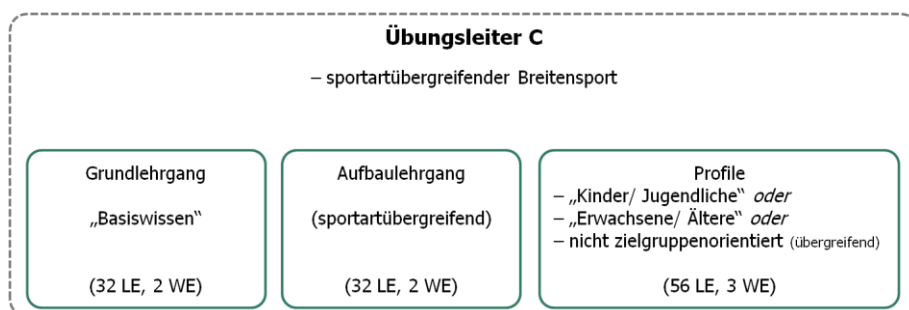 Übungsleiter C
– sportartübergreifender Breitensport
Grundlehrgang
„Basiswissen“
(32 LE, 2 WE)
Aufbaulehrgang
(sportartübergreifend)
(32 LE, 2 WE)
Profile
– „Kinder/ Jugendliche“ oder
– „Erwachsene/ Ältere“ oder
– nicht zielgruppenorientiert (übergreifend)
(56 LE, 3 WE)